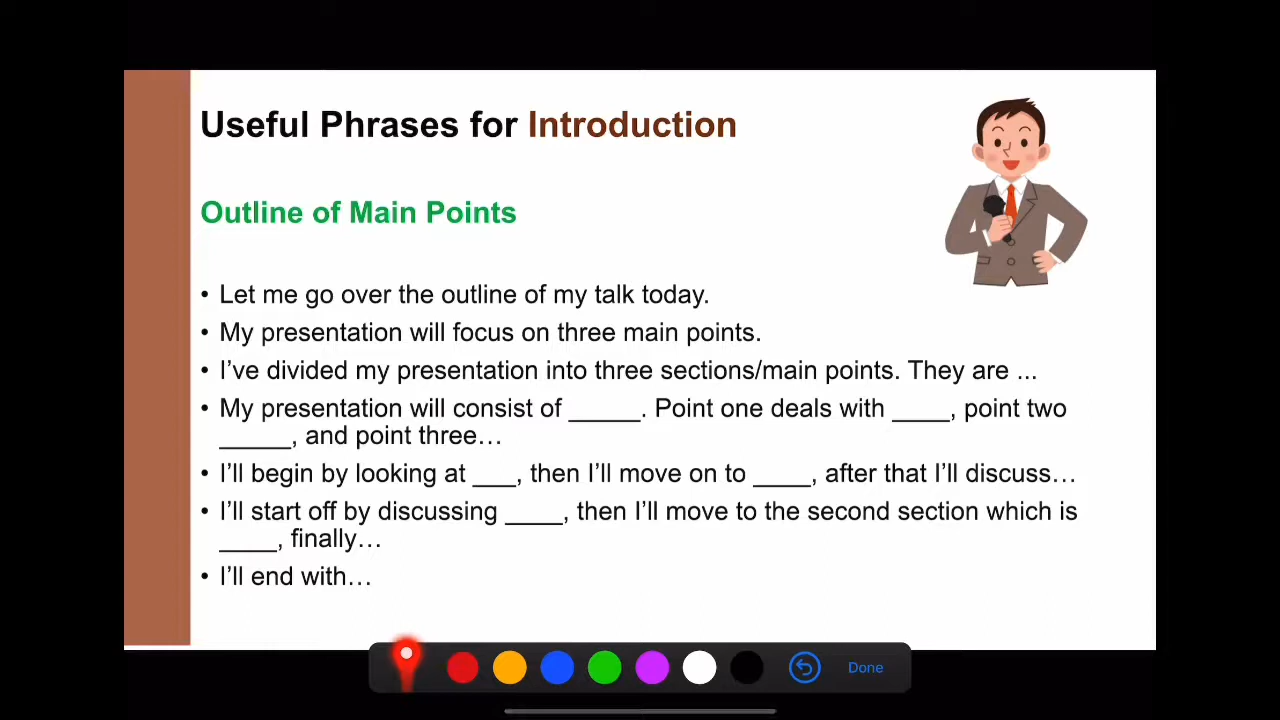 Useful Phrases for Introduction
Outline of Main Points
• Let me go over the outline of my talk today.
• My presentation will focus on three main points.
• I’ve divided my presentation into three sections/main points. They are ...
• My presentation will consist of _____. Point one deals with ____, point two
_____, and point three…
• I’ll begin by looking at ___, then I’ll move on to ____, after that I’ll discuss…
• I’ll start off by discussing ____, then I’ll move to the second section which is
____, finally…
• I’ll end with…
Done